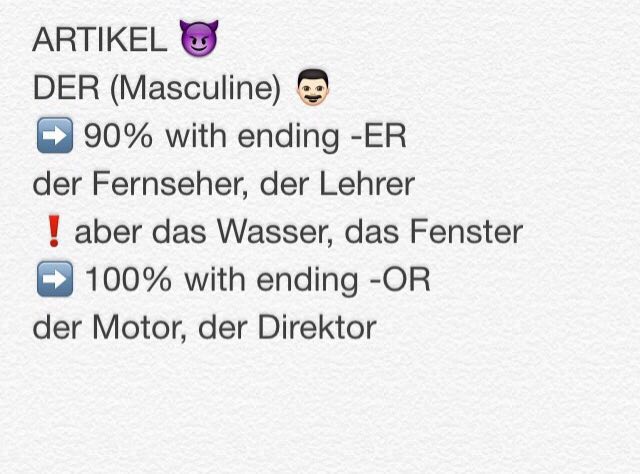 ARTIKEL 😈
DER (Masculine) 👨🏻
➡️ 90% with ending -ER
der Fernseher, der Lehrer
❗️aber das Wasser, das Fenster
➡️ 100% with ending -OR
der Motor, der Direktor